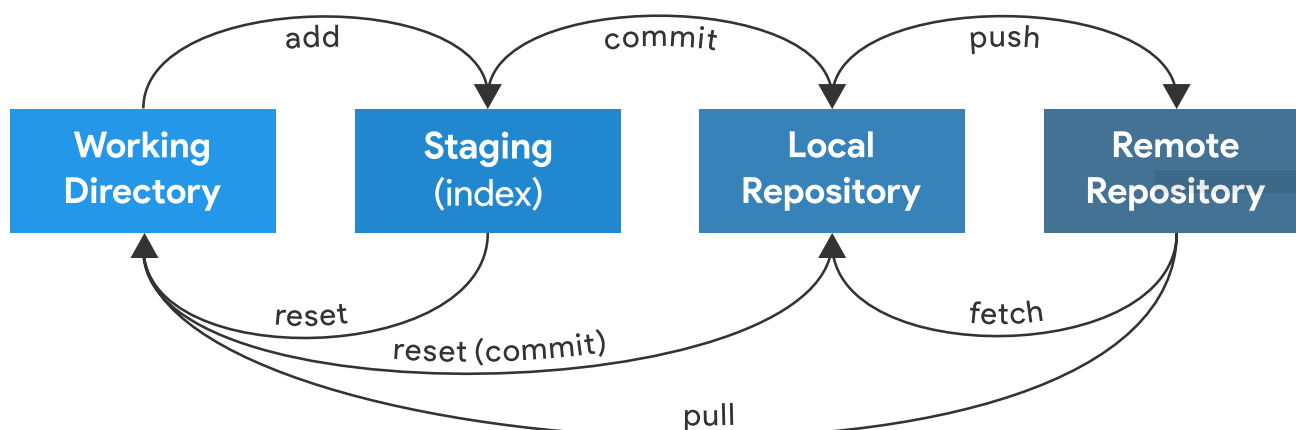 add
commit
push
Working
Directory
Staging
(index)
Local
Repository
Remote
Repository
reset
fetch
reset (commit)
pull